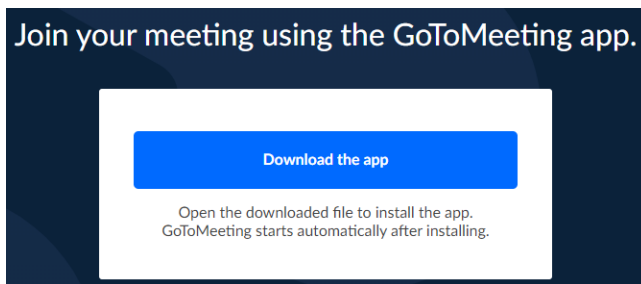 Join your meeting using the GoToMeeting app.
Download the app
Open the downloaded file to install the app.
GoToMeeting starts automatically after installing.